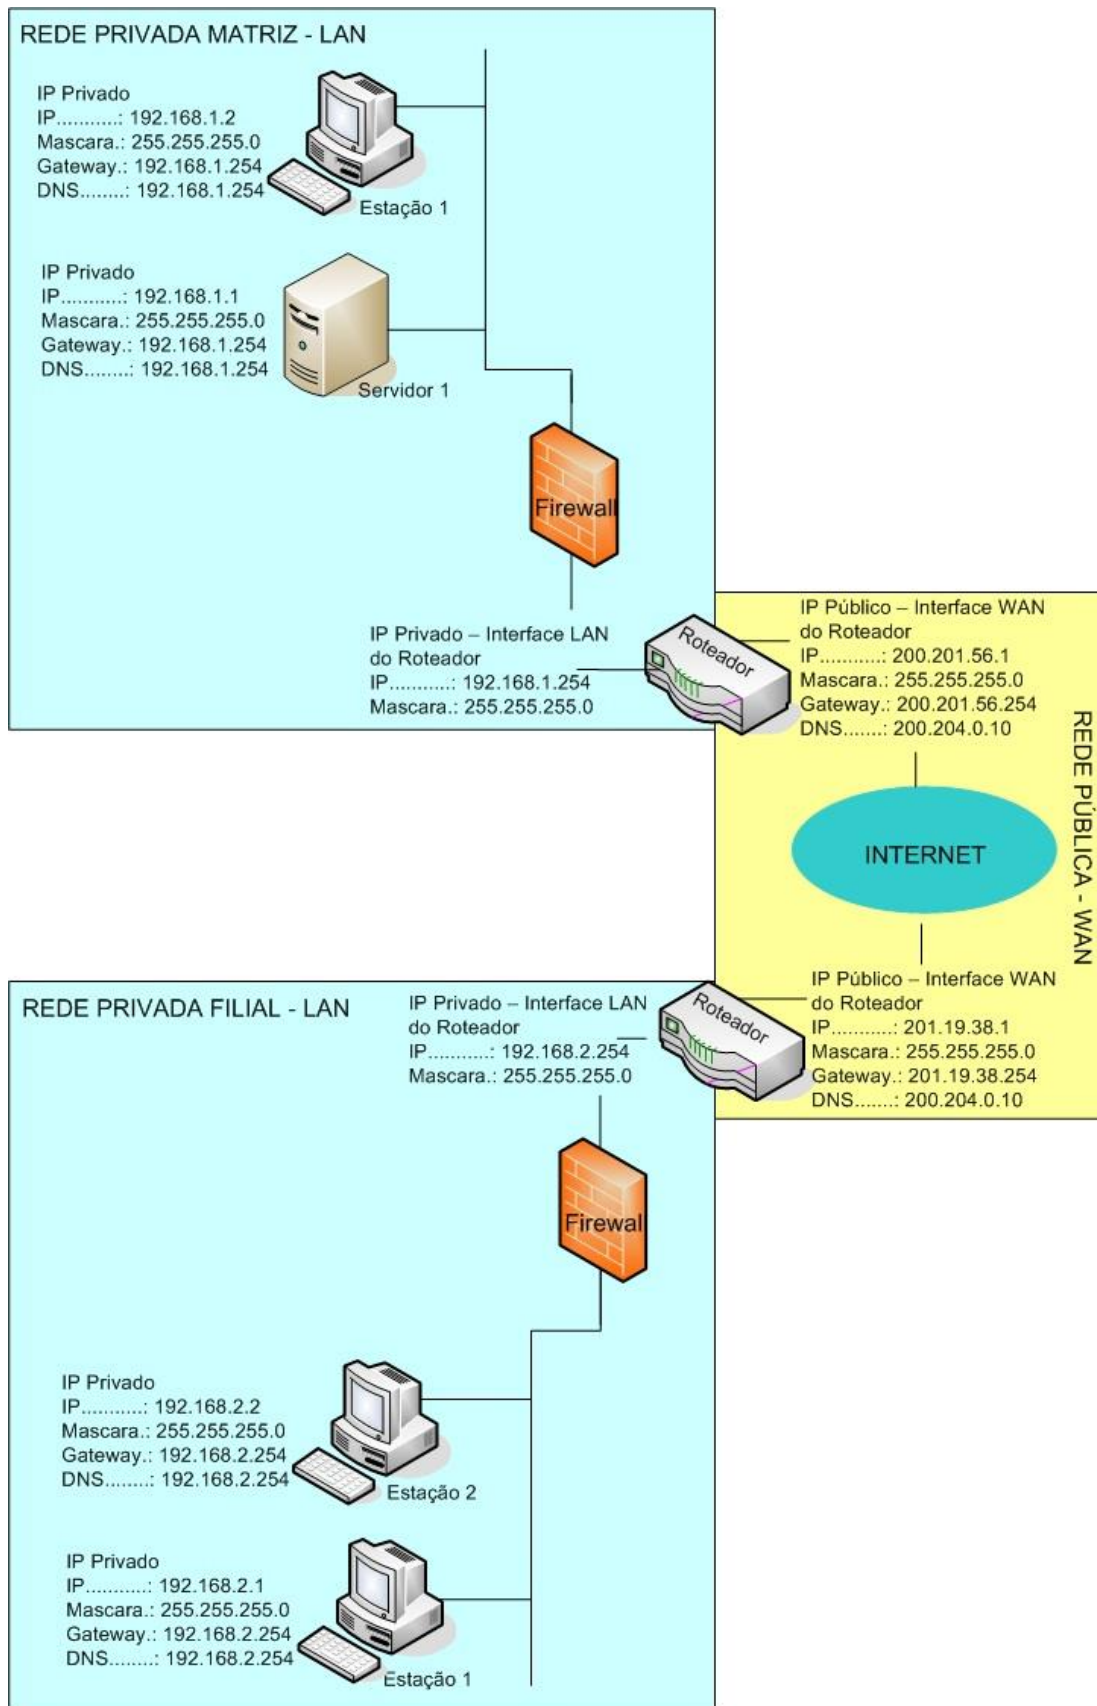 REDE PRIVADA MATRIZ - LAN
IP Privado
IP...........: 192.168.1.2
Mascara.: 255.255.255.0
Gateway.: 192.168.1.254
DNS........: 192.168.1.254
Estação 1
IP Privado
IP...........: 192.168.1.1
Mascara.: 255.255.255.0
Gateway.: 192.168.1.254
DNS........: 192.168.1.254
Servidor 1
Firewall
IP Privado – Interface LAN
do Roteador
IP...........: 192.168.1.254
Mascara.: 255.255.255.0
Roteador
IP Público – Interface WAN
do Roteador
IP...........: 200.201.56.1
Mascara.: 255.255.255.0
Gateway.: 200.201.56.254
DNS.......: 200.204.0.10
REDE PÚBLICA - WAN
INTERNET
IP Público – Interface WAN
do Roteador
IP...........: 201.19.38.1
Mascara.: 255.255.255.0
Gateway.: 201.19.38.254
DNS.......: 200.204.0.10
REDE PRIVADA FILIAL - LAN
IP Privado – Interface LAN
do Roteador
IP...........: 192.168.2.254
Mascara.: 255.255.255.0
Roteador
Firewal
IP Privado
IP...........: 192.168.2.2
Mascara.: 255.255.255.0
Gateway.: 192.168.2.254
DNS........: 192.168.2.254
Estação 2
IP Privado
IP...........: 192.168.2.1
Mascara.: 255.255.255.0
Gateway.: 192.168.2.254
DNS........: 192.168.2.254
Estação 1